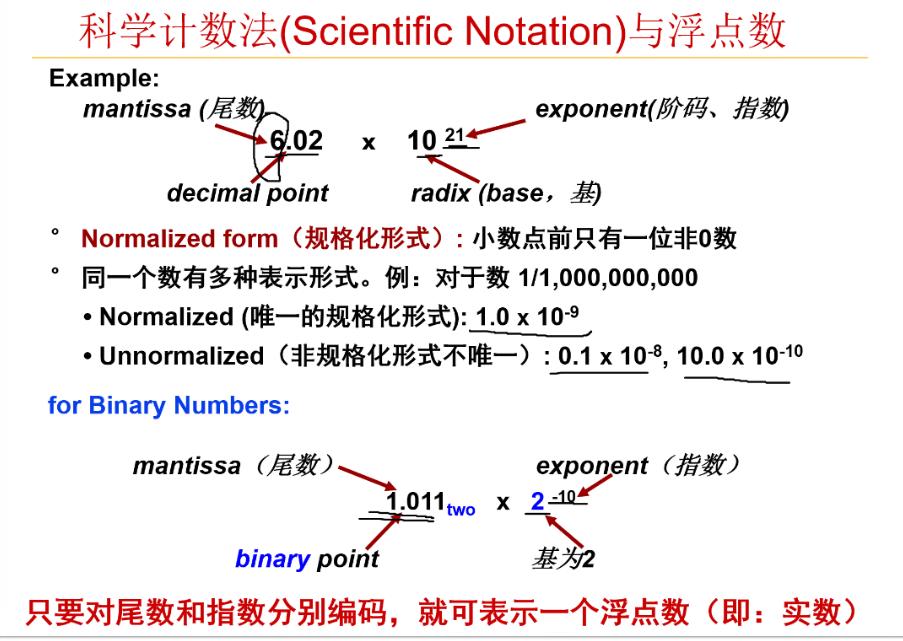 科学计数法(Scientific Notation)与浮点数
Example:
mantissa (尾数)
exponent(阶码、指数)
6.02 x 10 21
decimal point
radix (base，基)
° Normalized form（规格化形式）: 小数点前只有一位非0数
° 同一个数有多种表示形式。例：对于数 1/1,000,000,000
• Normalized (唯一的规格化形式): 1.0 x 10-9
• Unnormalized（非规格化形式不唯一）: 0.1 x 10-8, 10.0 x 10-10
for Binary Numbers:
mantissa（尾数）
exponent（指数）
1.011two x 2 -10
binary point
基为2
只要对尾数和指数分别编码，就可表示一个浮点数（即：实数）